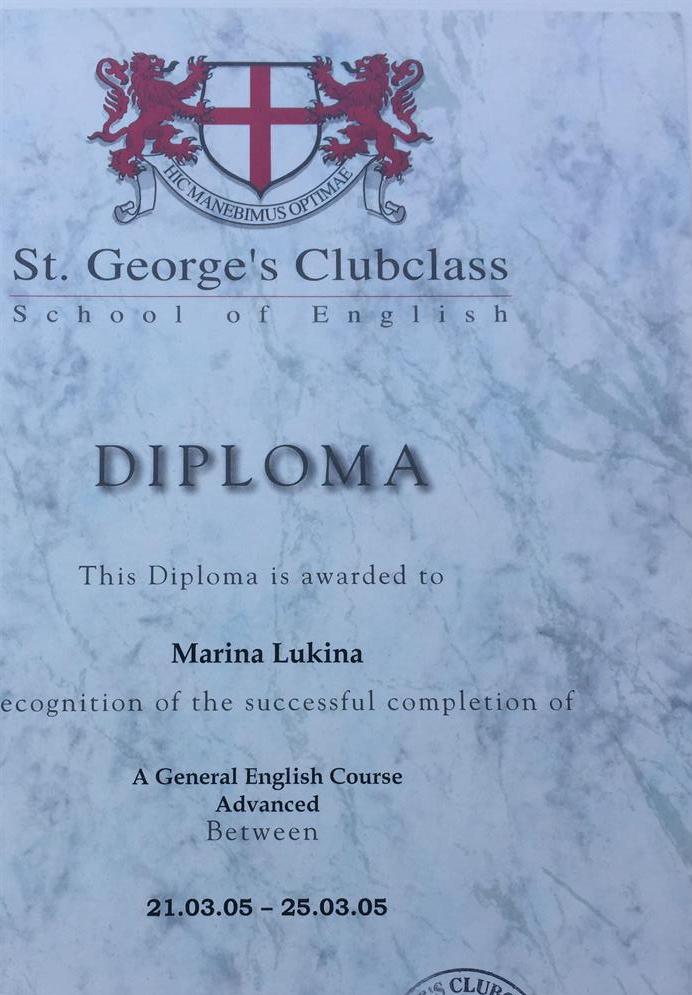 HIC MANEBIMUS OPTIMAE
St. George's Clubclass
School of English
DIPLOMA
This Diploma is awarded to
Marina Lukina
ecognition of the successful completion of
A General English Course
Advanced
Between
21.03.05 – 25.03.05
'S CLUB